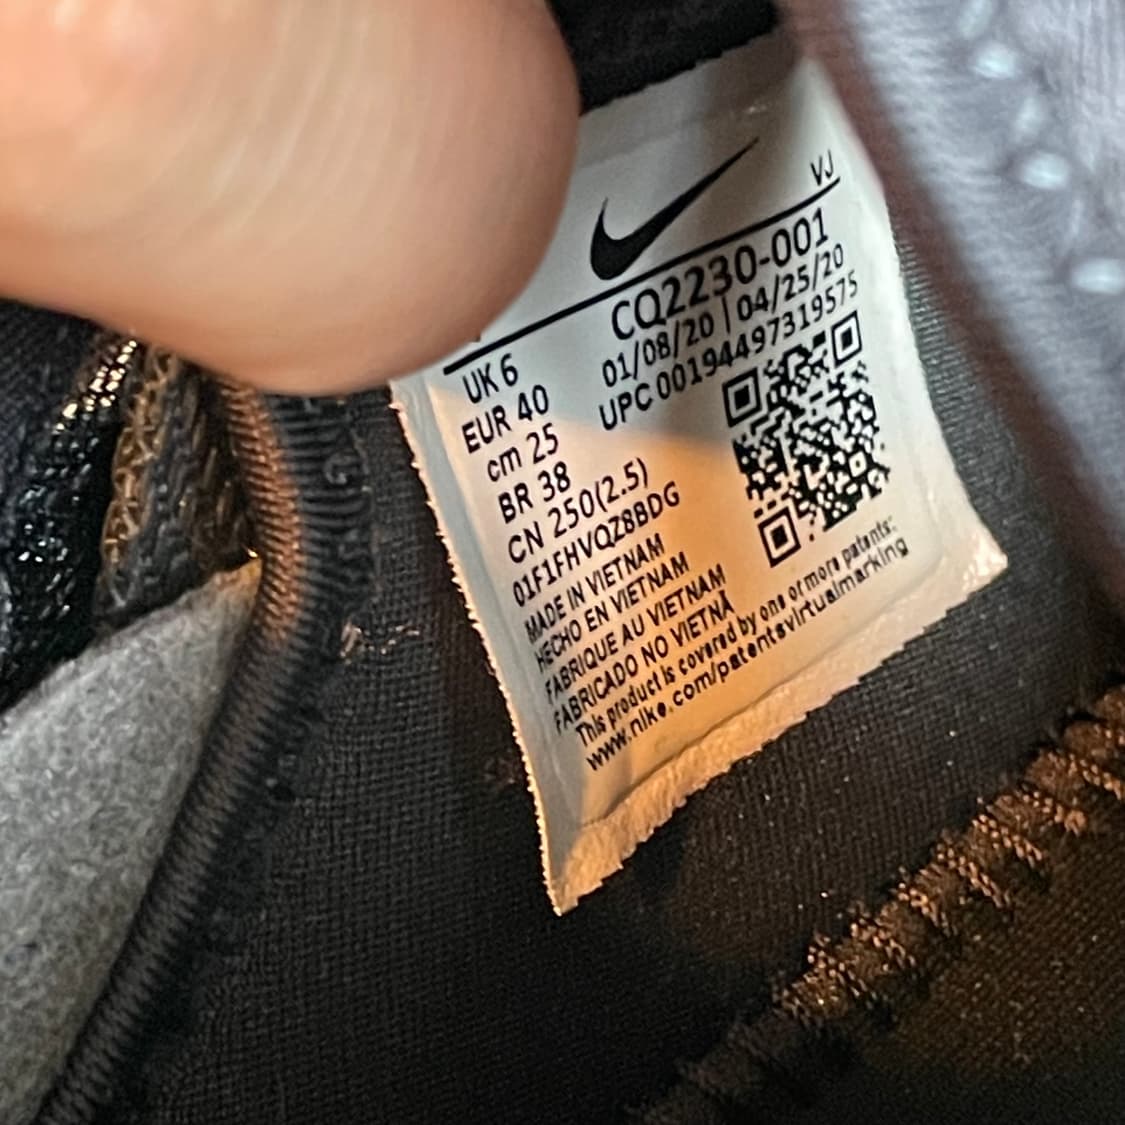 VJ
CQ2230-001
01/08/20 | 04/25/20
UPC 00194497319575
UK 6
EUR 40
cm 25
BR 38
CN 250(2.5)
01F1FHVQZ8BDG
MADE IN VIETNAM
HECHO EN VIETNAM
FABRIQUE AU VIETNAM
FABRICADO NO VIETNÃ
This product is covered by one or more patents:
www.nike.com/patentsvirtualmarking